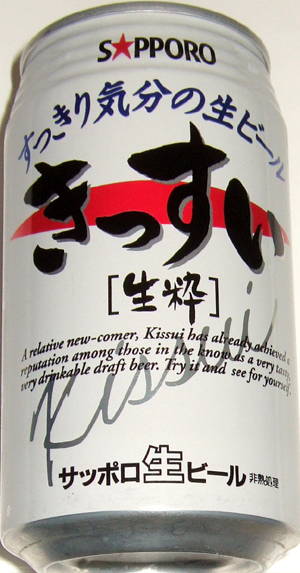 S★PPORO
すっきり気分の生ビール
きっすい
[生粋]
A relative new-comer, Kissui has already achieved a
reputation among those in the know as a very tasty,
very drinkable draft beer. Try it and see for yourself.
Kissui
サッポロ生ビール 非熱処理